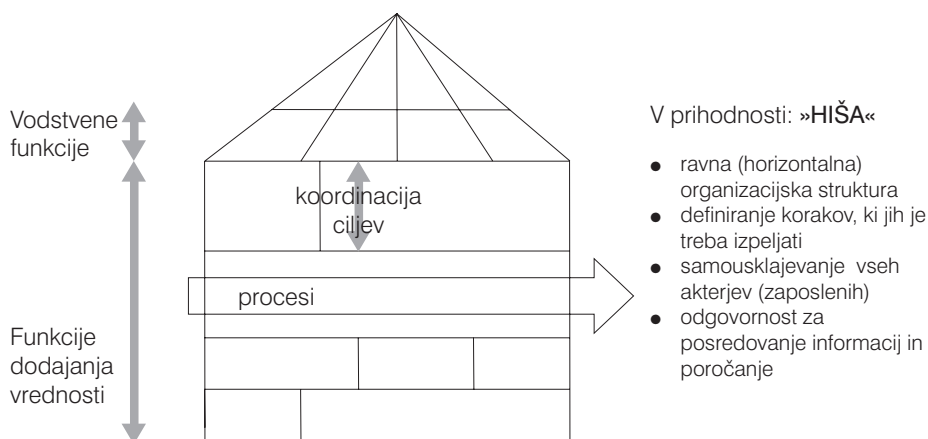 Vodstvene
funkcije
koordinacija
ciljev
procesi
Funkcije
dodajanja
vrednosti
V prihodnosti: »HIŠA«
● ravna (horizontalna)
organizacijska struktura
● definiranje korakov, ki jih je
treba izpeljati
● samousklajevanje vseh
akterjev (zaposlenih)
● odgovornost za
posredovanje informacij in
poročanje